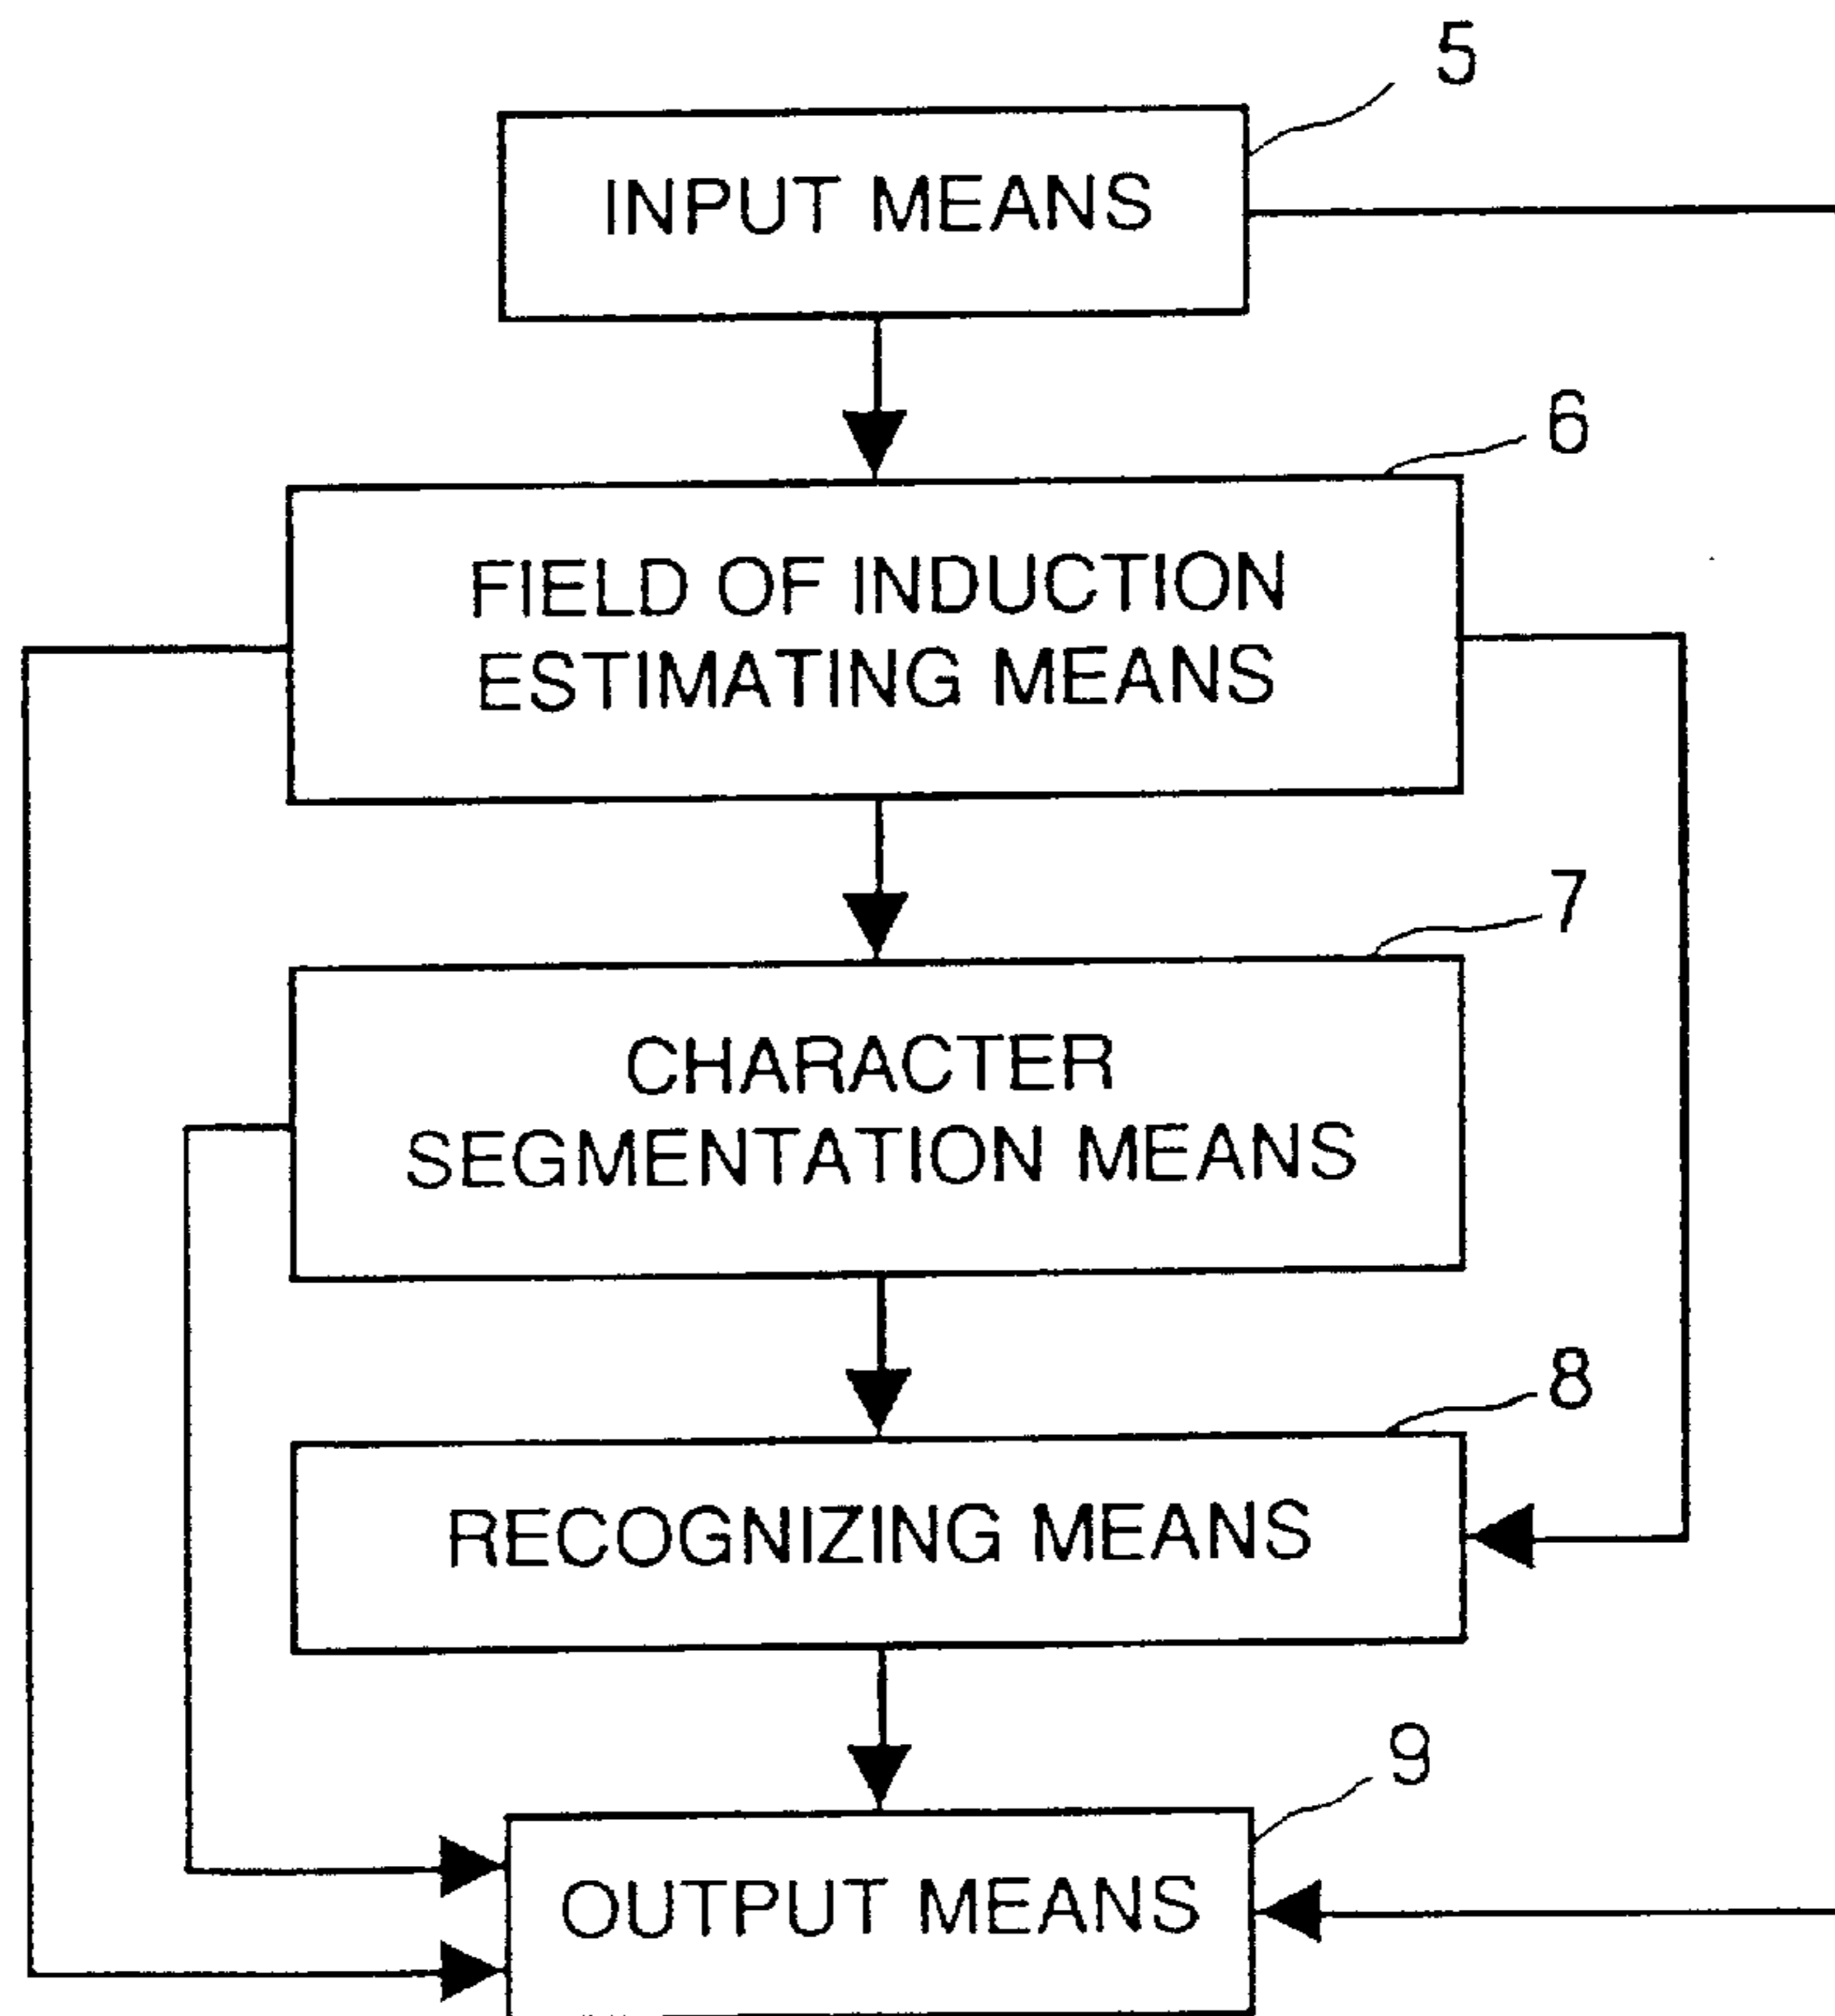 5
INPUT MEANS
6
FIELD OF INDUCTION
ESTIMATING MEANS
7
CHARACTER
SEGMENTATION MEANS
8
RECOGNIZING MEANS
9
OUTPUT MEANS